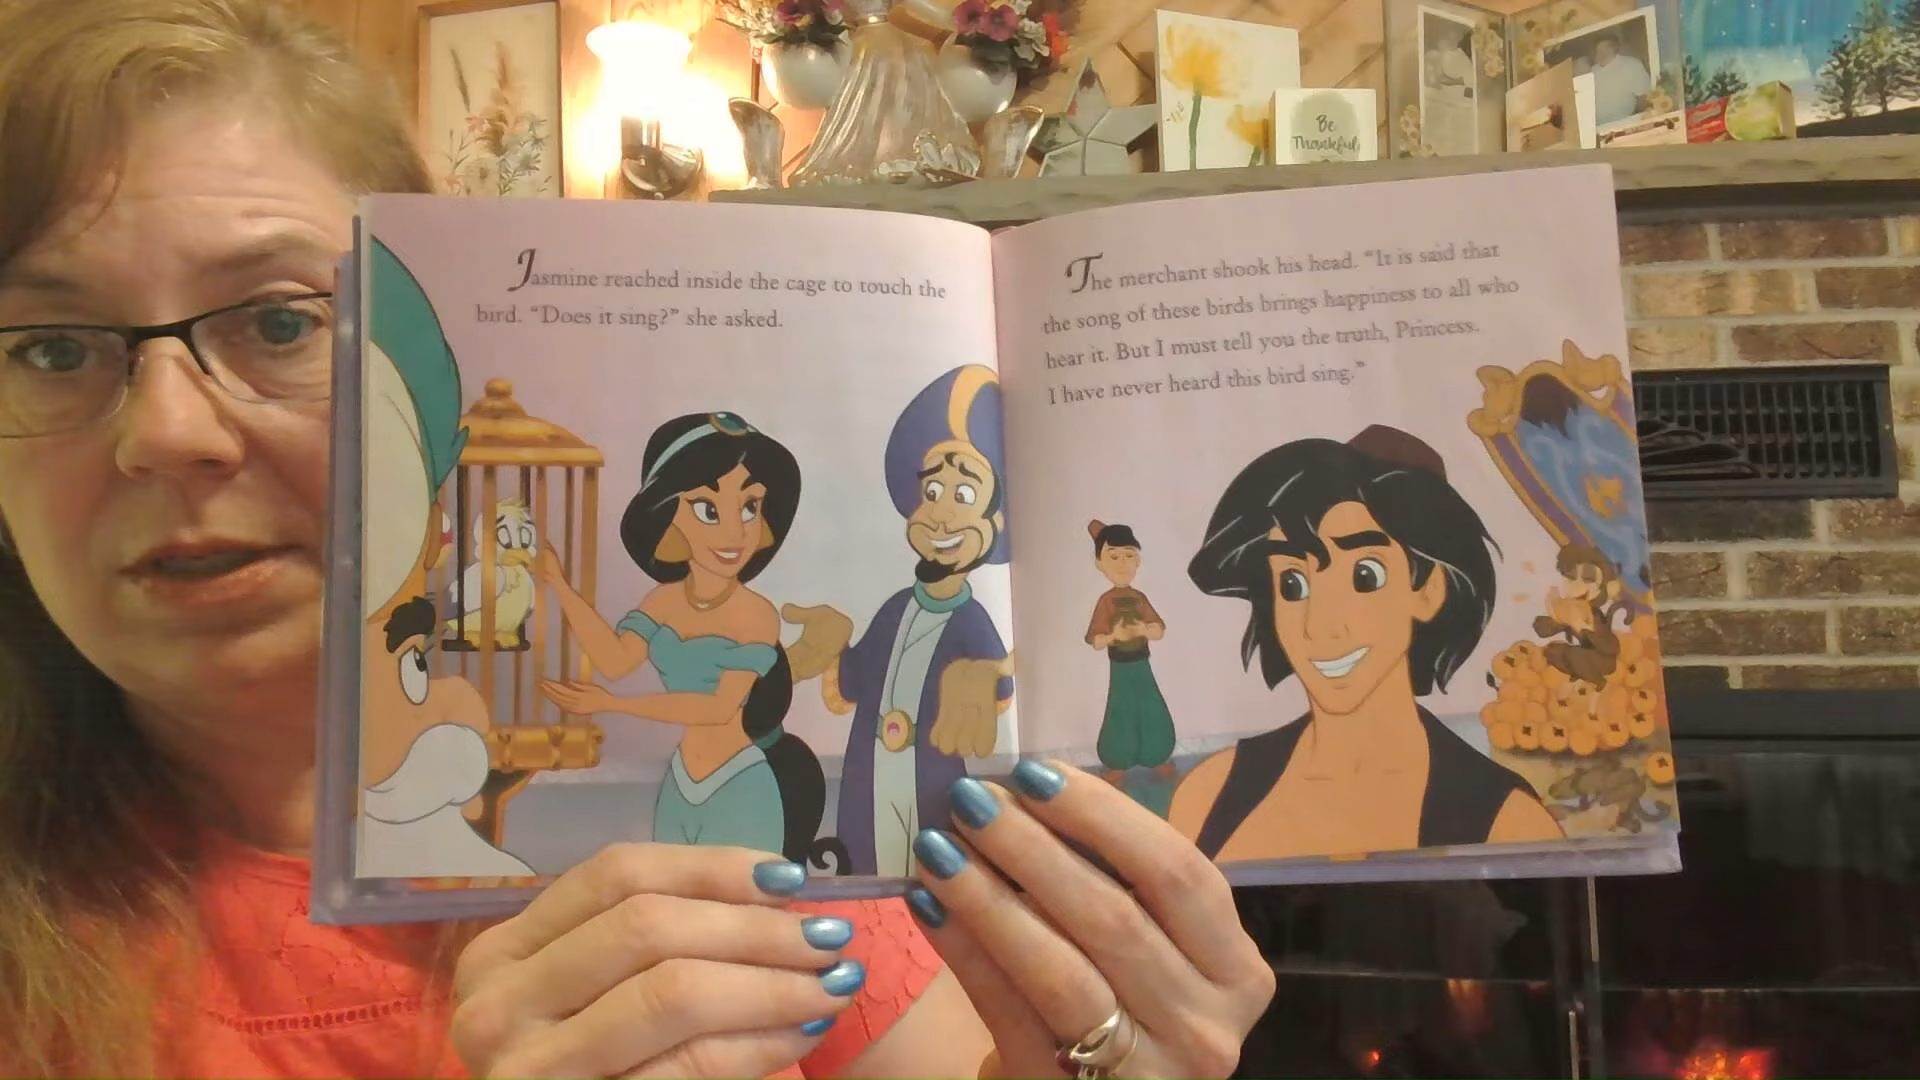 Be
Thankful
Jasmine reached inside the cage to touch the
bird. “Does it sing?” she asked.
The merchant shook his head. “It is said that
the song of these birds brings happiness to all who
hear it. But I must tell you the truth, Princess.
I have never heard this bird sing.”